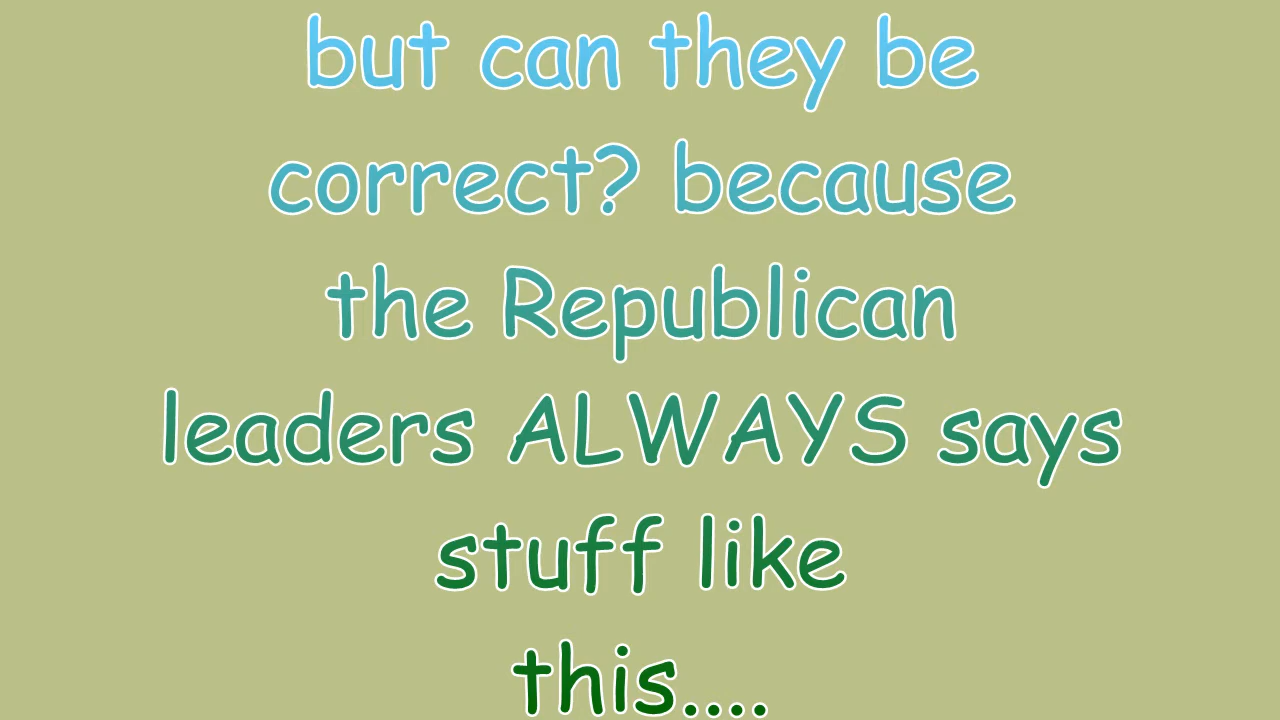 but can they be
correct? because
the Republican
leaders ALWAYS says
stuff like
this....